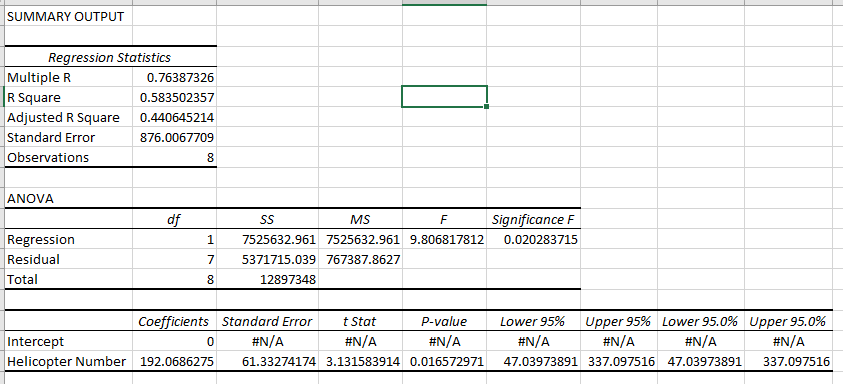 SUMMARY OUTPUT
Regression Statistics
Multiple R 0.76387326
R Square 0.583502357
Adjusted R Square 0.440645214
Standard Error 876.0067709
Observations 8
ANOVA
df SS MS F Significance F
Regression 1 7525632.961 7525632.961 9.806817812 0.020283715
Residual 7 5371715.039 767387.8627
Total 8 12897348
Coefficients Standard Error t Stat P-value Lower 95% Upper 95% Lower 95.0% Upper 95.0%
Intercept 0 #N/A #N/A #N/A #N/A #N/A #N/A #N/A
Helicopter Number 192.0686275 61.33274174 3.131583914 0.016572971 47.03973891 337.097516 47.03973891 337.097516